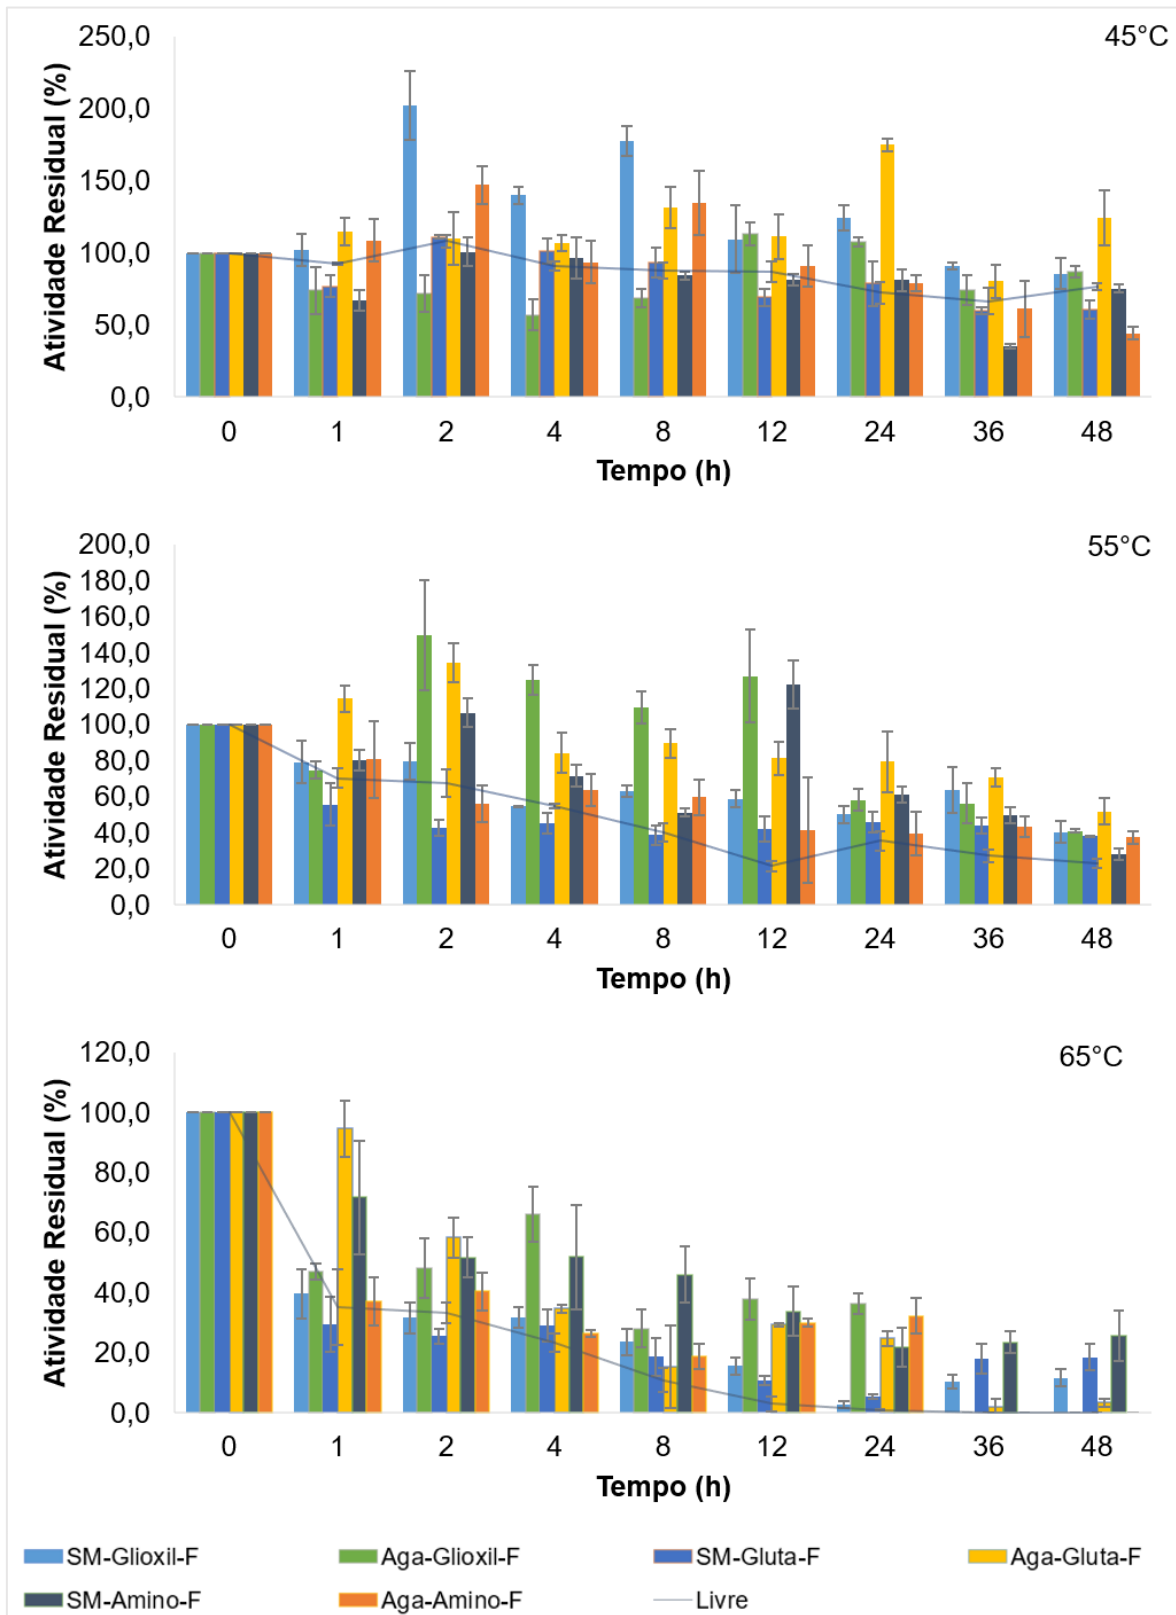 45°C
Atividade Residual (%)
250,0
200,0
150,0
100,0
50,0
0,0
0 1 2 4 8 12 24 36 48
Tempo (h)
55°C
Atividade Residual (%)
200,0
180,0
160,0
140,0
120,0
100,0
80,0
60,0
40,0
20,0
0,0
0 1 2 4 8 12 24 36 48
Tempo (h)
65°C
Atividade Residual (%)
120,0
100,0
80,0
60,0
40,0
20,0
0,0
0 1 2 4 8 12 24 36 48
Tempo (h)
SM-Glioxil-F Aga-Glioxil-F SM-Gluta-F Aga-Gluta-F
SM-Amino-F Aga-Amino-F Livre